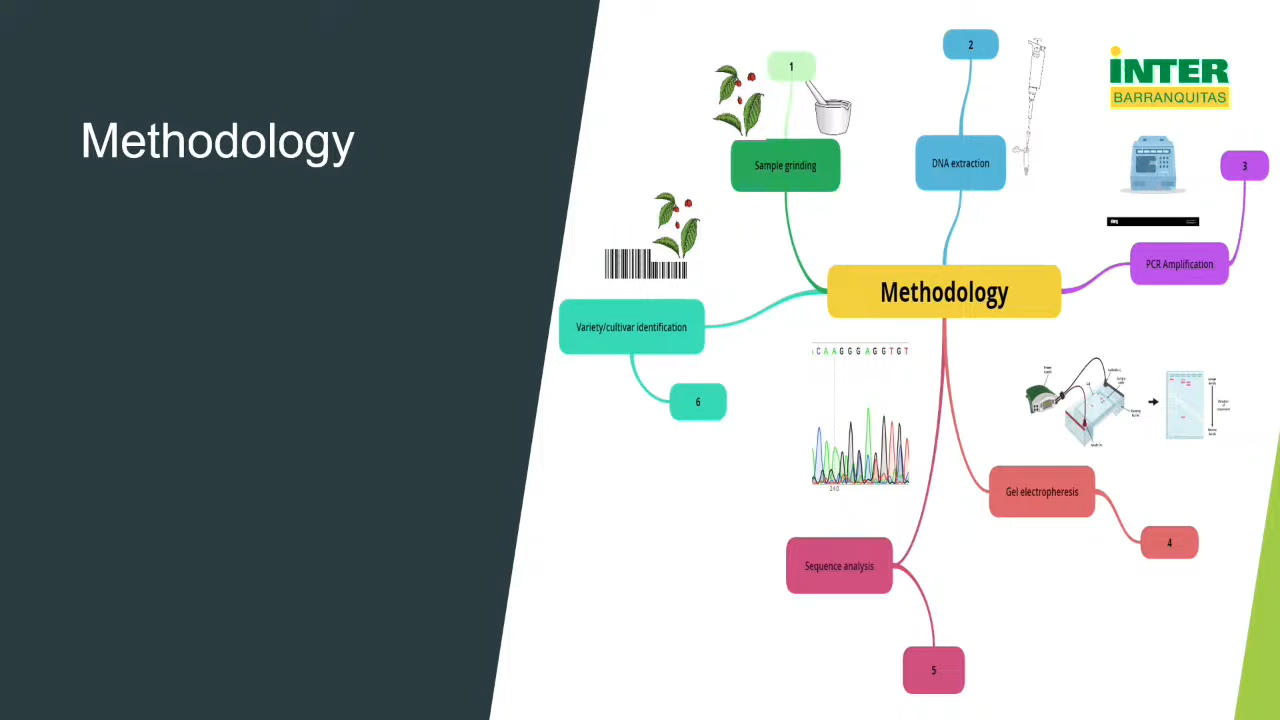 Methodology
1
2
iNTER
BARRANQUITAS
Sample grinding
DNA extraction
3
PCR Amplification
Methodology
Variety/cultivar identification
6
C A A G G G A G G T G T
240
Gel electropheresis
4
Sequence analysis
5